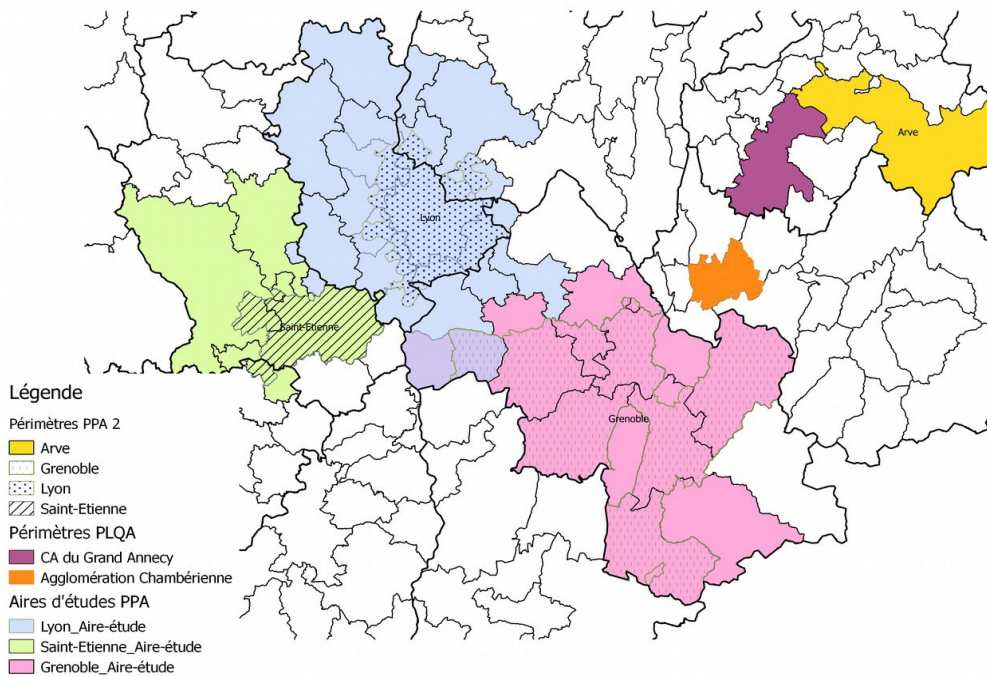 Arve
Lyon
Saint-Etienne
Grenoble
Légende
Périmètres PPA 2
Arve
Grenoble
Lyon
Saint-Etienne
Périmètres PLQA
CA du Grand Annecy
Agglomération Chambérienne
Aires d'études PPA
Lyon_Aire-étude
Saint-Etienne_Aire-étude
Grenoble_Aire-étude